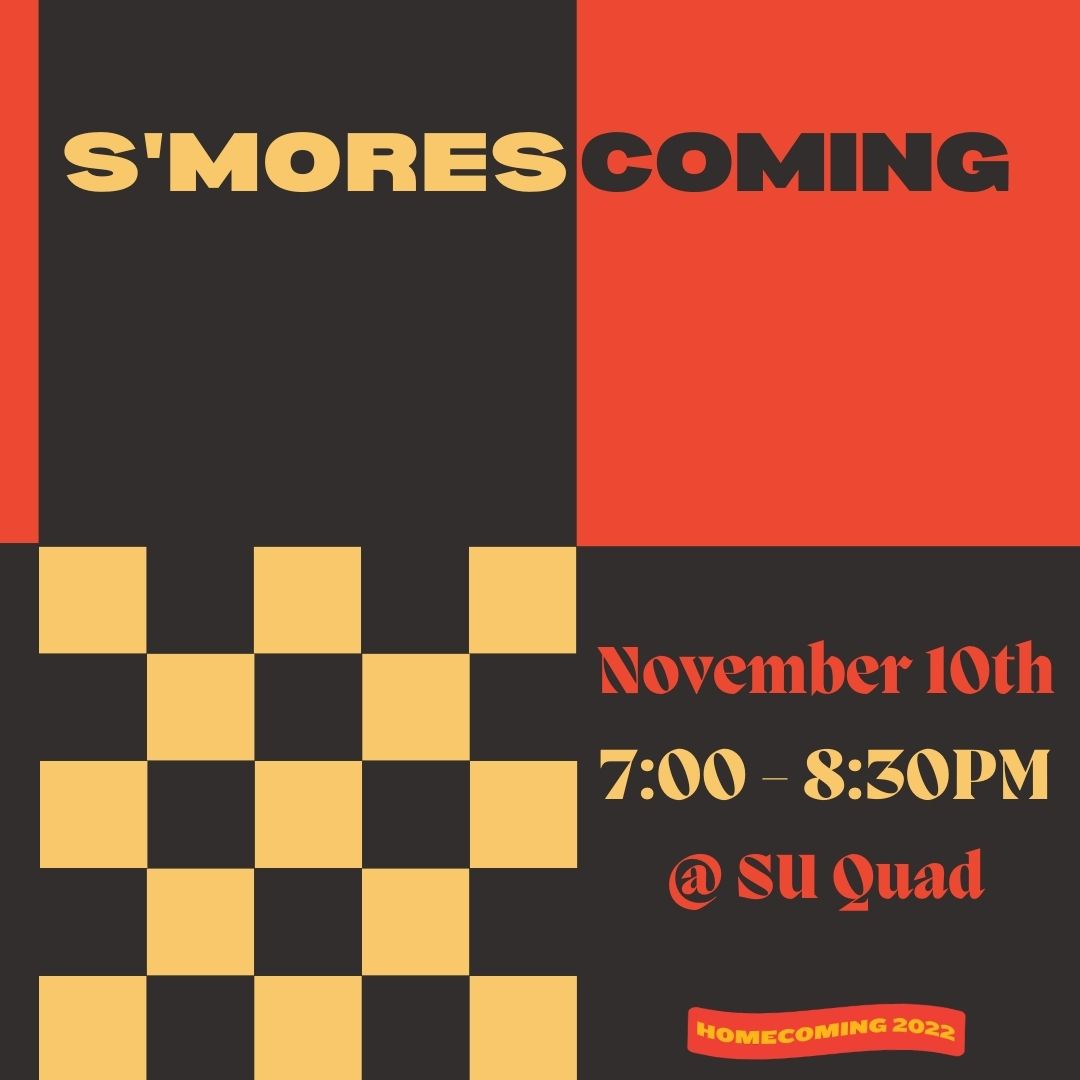 S'MORESCOMING
November 10th
7:00 - 8:30PM
@ SU Quad
HOMECOMING 2022